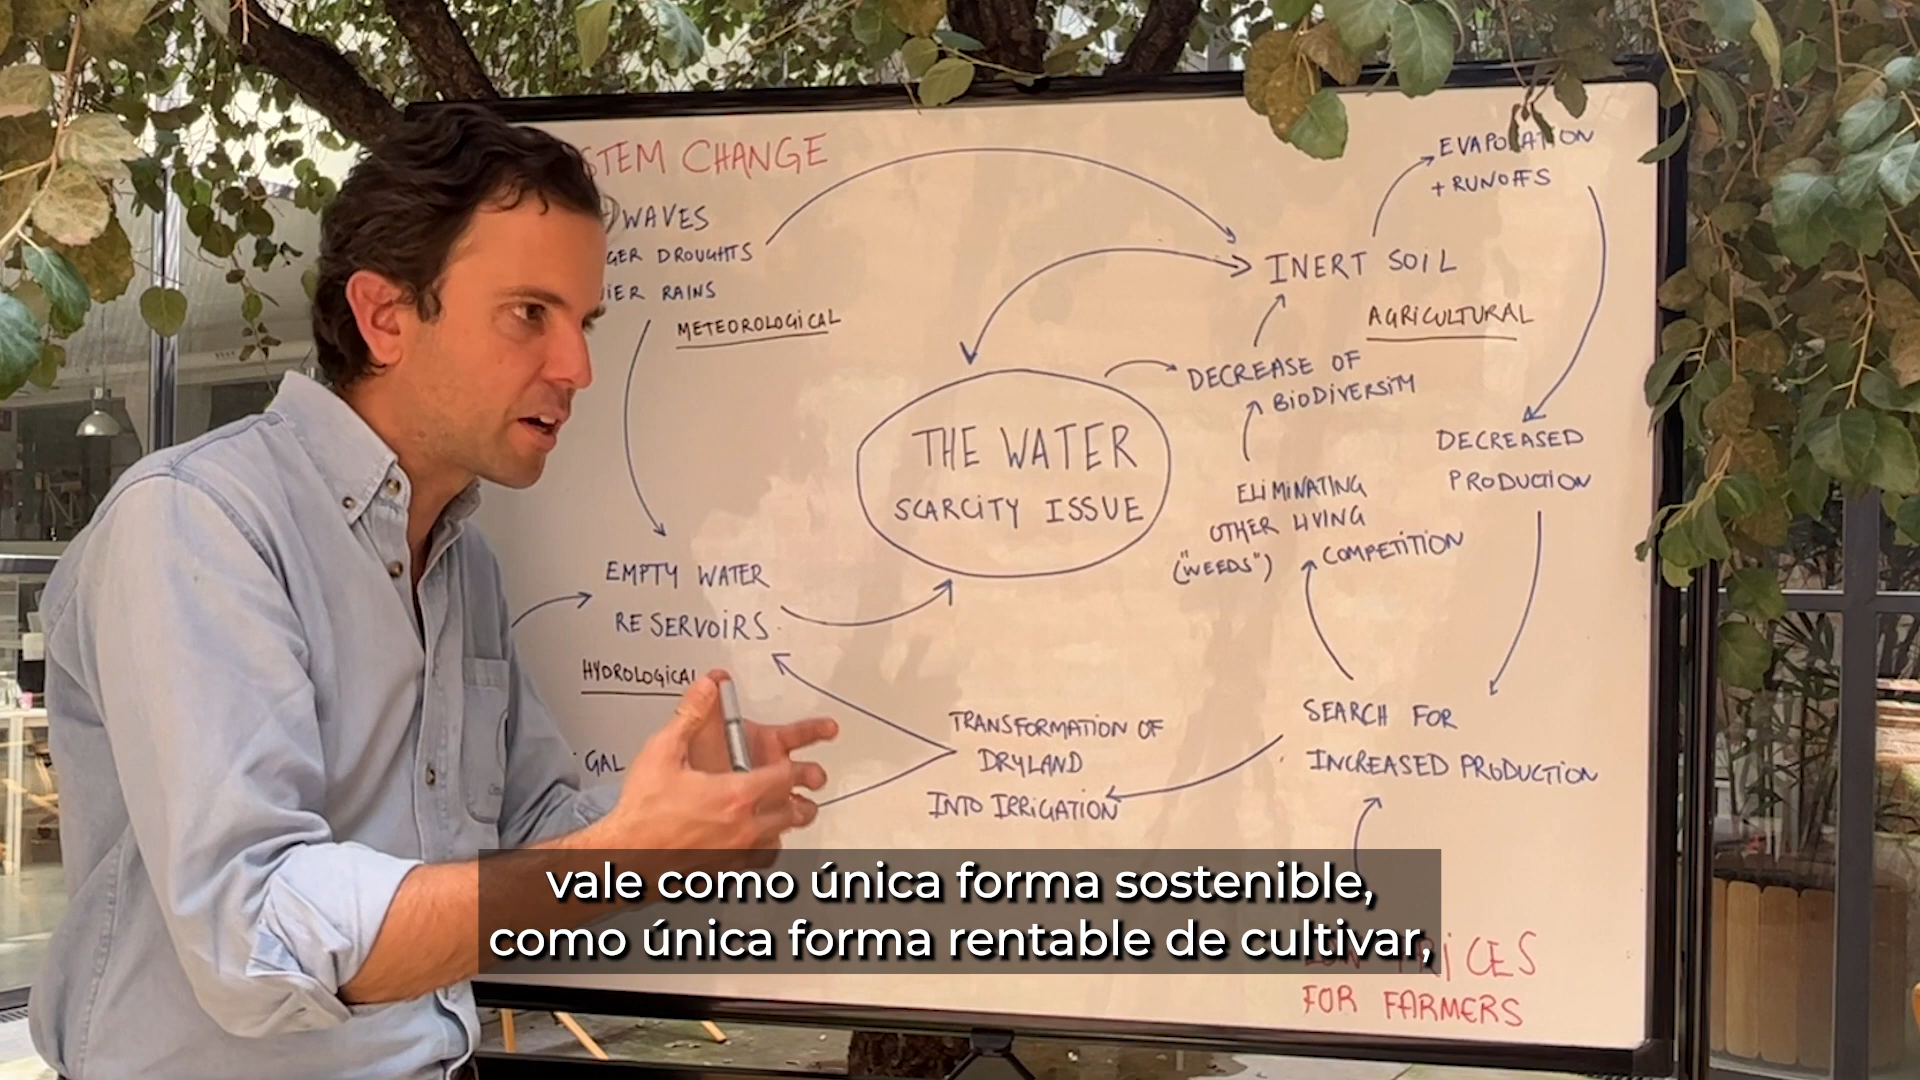 STEM CHANGE
WAVES
GER DROUGHTS
IER RAINS
METEOROLOGICAL
EVAPORATION
+ RUNOFFS
INERT SOIL
AGRICULTURAL
DECREASE OF
BIODIVERSITY
THE WATER
SCARCITY ISSUE
DECREASED
PRODUCTION
ELIMINATING
OTHER LIVING
("WEEDS") COMPETITION
EMPTY WATER
RESERVOIRS
HYDROLOGICAL
GAL
TRANSFORMATION OF
DRYLAND
INTO IRRIGATION
SEARCH FOR
INCREASED PRODUCTION
vale como única forma sostenible,
como única forma rentable de cultivar,
RICES
FOR FARMERS